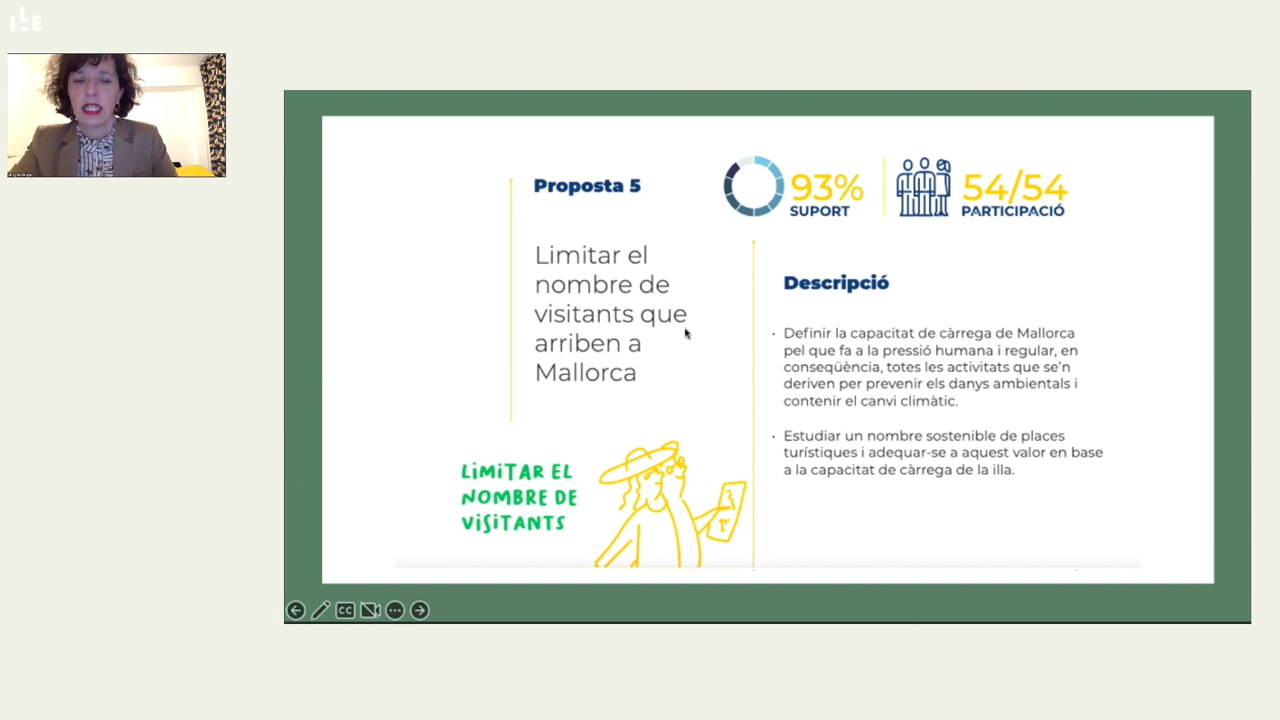 ILE
Proposta 5
93%
SUPORT
54/54
PARTICIPACIÓ
Limitar el
nombre de
visitants que
arriben a
Mallorca
Descripció
· Definir la capacitat de càrrega de Mallorca
pel que fa a la pressió humana i regular, en
conseqüència, totes les activitats que se'n
deriven per prevenir els danys ambientals i
contenir el canvi climàtic.
· Estudiar un nombre sostenible de places
turístiques i adequar-se a aquest valor en base
a la capacitat de càrrega de la illa.
LIMITAR EL
NOMBRE DE
VISITANTS
CC